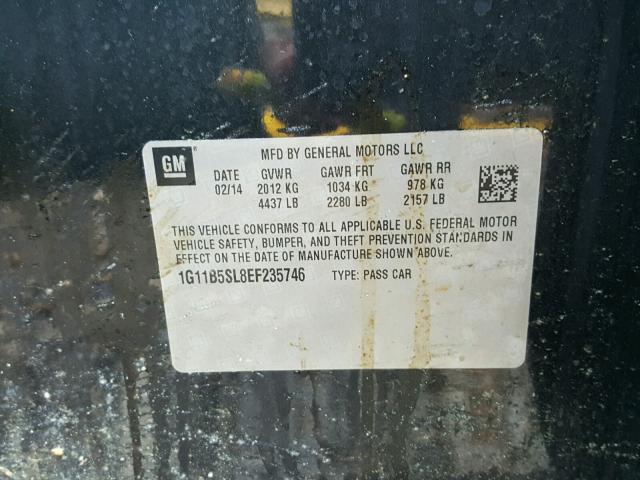 GM
MFD BY GENERAL MOTORS LLC
DATE GVWR GAWR FRT GAWR RR
02/14 2012 KG 1034 KG 978 KG
4437 LB 2280 LB 2157 LB
THIS VEHICLE CONFORMS TO ALL APPLICABLE U.S. FEDERAL MOTOR
VEHICLE SAFETY, BUMPER, AND THEFT PREVENTION STANDARDS IN
EFFECT ON THE DATE OF MANUFACTURE SHOWN ABOVE.
1G11B5SL8EF235746 TYPE: PASS CAR